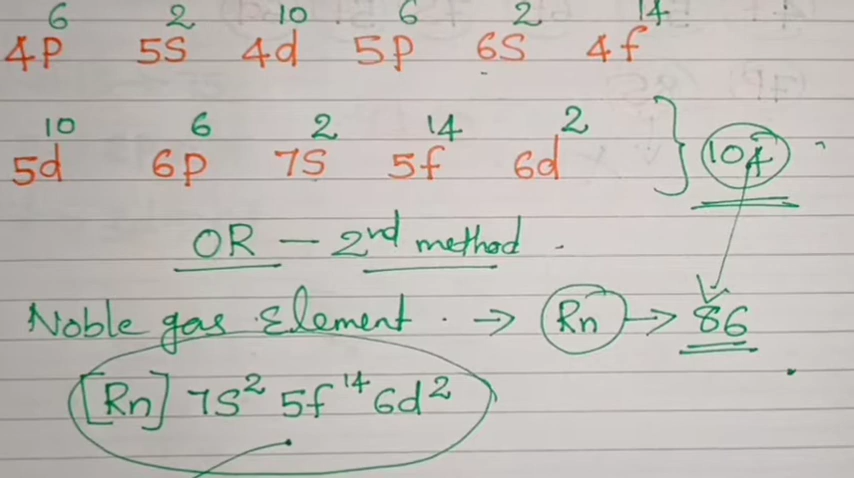 4p⁶ 5s² 4d¹⁰ 5p⁶ 6s² 4f¹⁴
5d¹⁰ 6p⁶ 7s² 5f¹⁴ 6d² } 104
OR – 2nd method
Noble gas Element → Rn → 86
[Rn] 7s² 5f¹⁴ 6d²